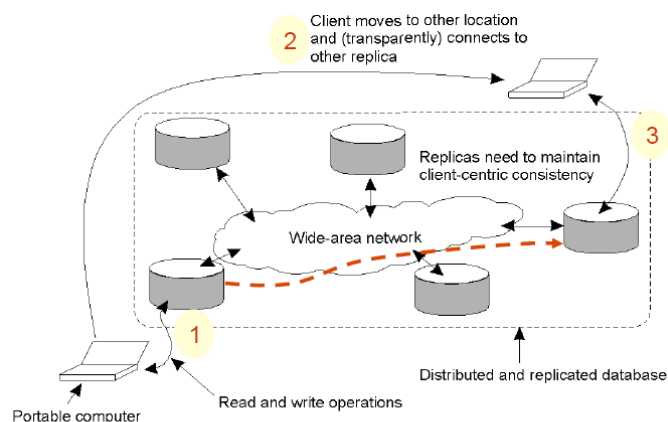 2
Client moves to other location
and (transparently) connects to
other replica
3
Replicas need to maintain
client-centric consistency
Wide-area network
1
Distributed and replicated database
Read and write operations
Portable computer